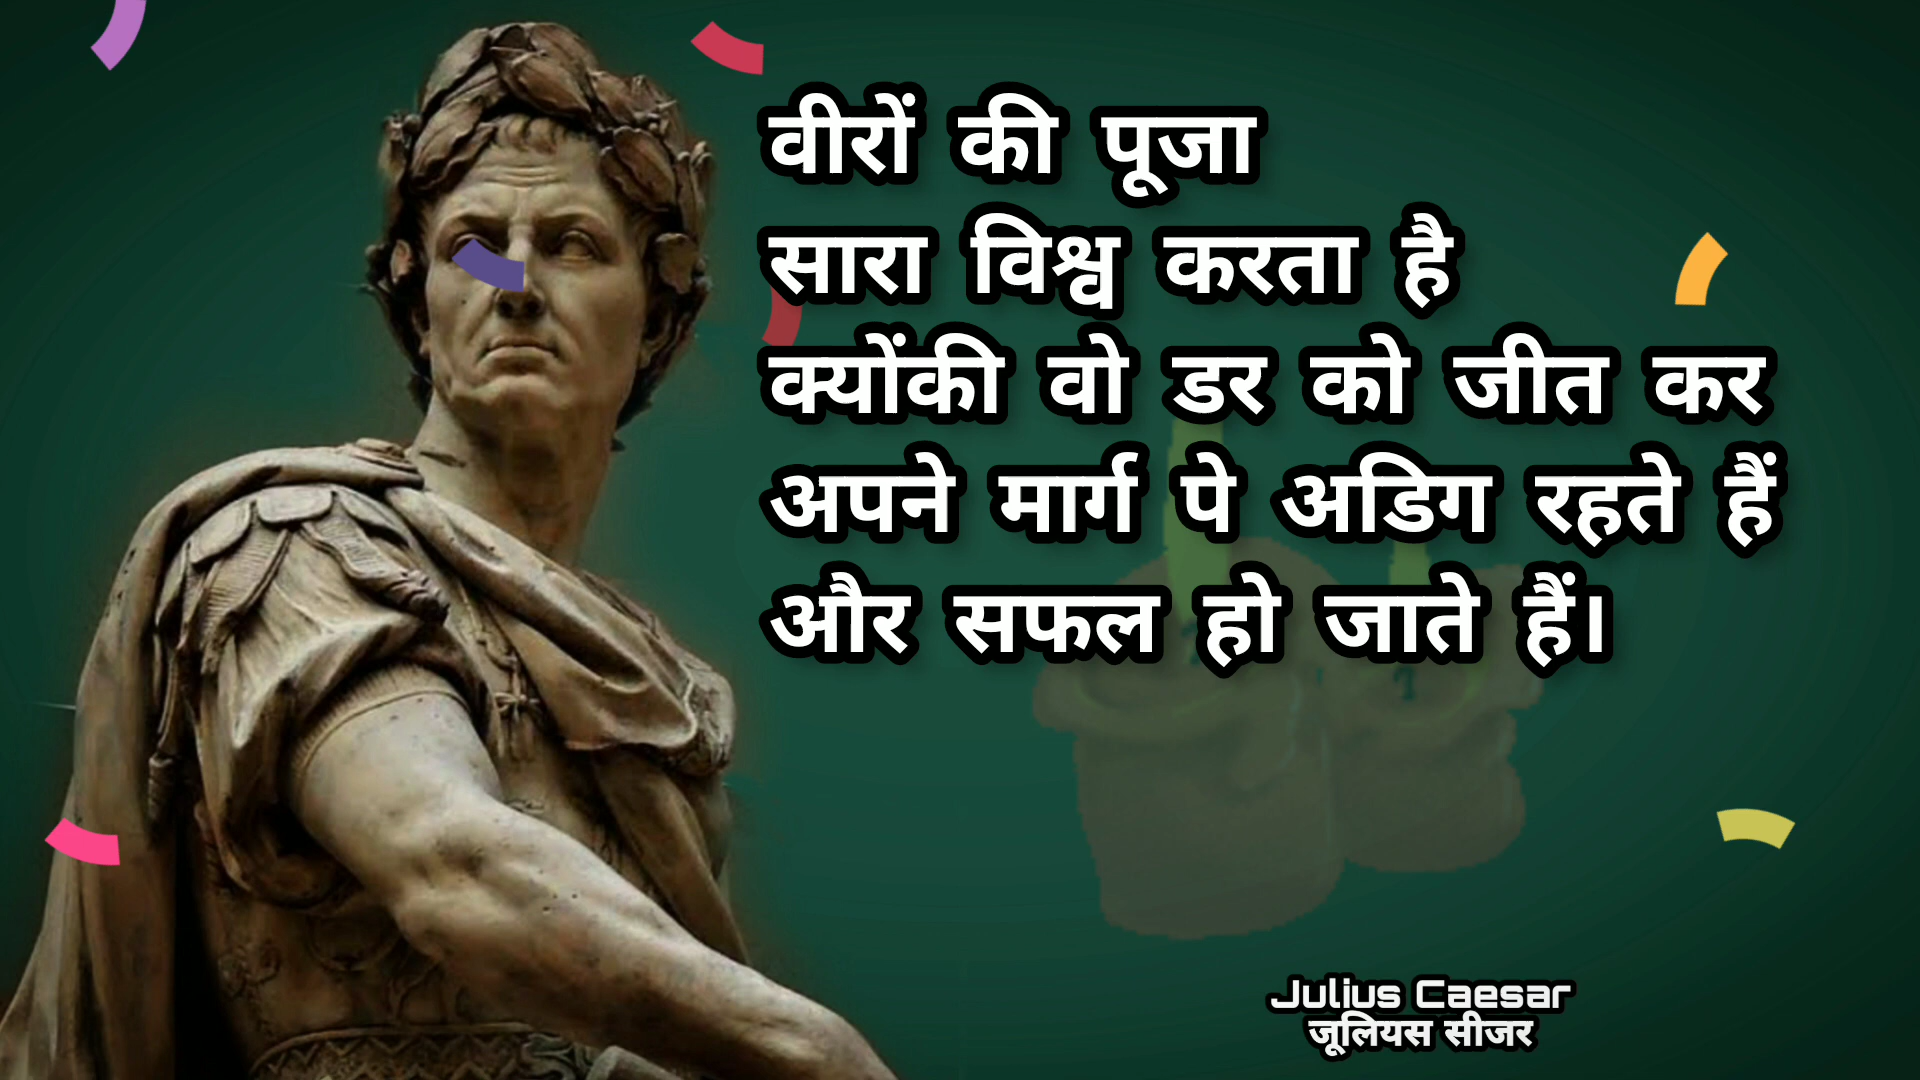 वीरों की पूजा
सारा विश्व करता है
क्योंकी वो डर को जीत कर
अपने मार्ग पे अडिग रहते हैं
और सफल हो जाते हैं।
Julius Caesar
जूलियस सीजर